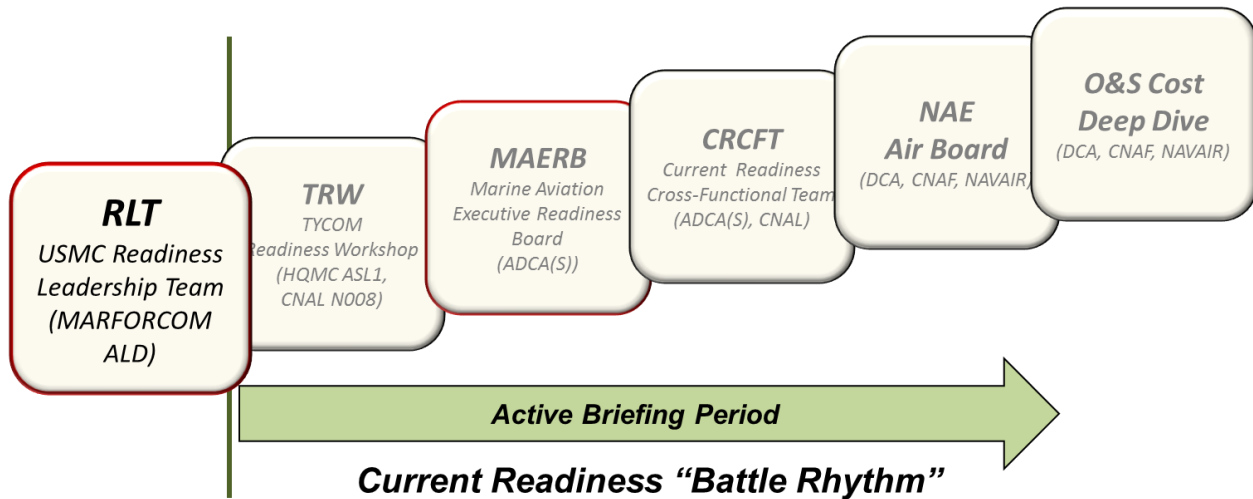 RLT
USMC Readiness
Leadership Team
(MARFORCOM
ALD)
TRW
TYCOM
Readiness Workshop
(HQMC ASL1,
CNAL N008)
MAERB
Marine Aviation
Executive Readiness
Board
(ADCA(S))
CRCFT
Current Readiness
Cross-Functional Team
(ADCA(S), CNAL)
NAE
Air Board
(DCA, CNAF, NAVAIR)
O&S Cost
Deep Dive
(DCA, CNAF, NAVAIR)
Active Briefing Period
Current Readiness “Battle Rhythm”